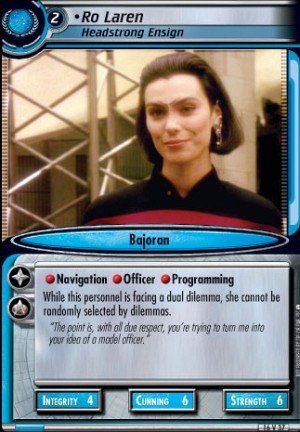 2 •Ro Laren
Headstrong Ensign
Bajoran
Navigation Officer Programming
While this personnel is facing a dual dilemma, she cannot be
randomly selected by dilemmas.
"The point is, with all due respect, you're trying to turn me into
your idea of a model officer."
INTEGRITY 4 CUNNING 6 STRENGTH 6
14 V 37